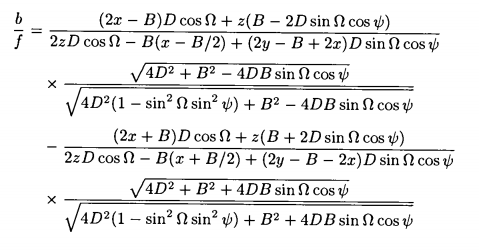 b/f = ((2x − B)D cos Ω + z(B − 2D sin Ω cos ψ)) / (2zD cos Ω − B(x − B/2) + (2y − B + 2x)D sin Ω cos ψ)
× √(4D² + B² − 4DB sin Ω cos ψ) / √(4D²(1 − sin² Ω sin² ψ) + B² − 4DB sin Ω cos ψ)
− ((2x + B)D cos Ω + z(B + 2D sin Ω cos ψ)) / (2zD cos Ω − B(x + B/2) + (2y − B − 2x)D sin Ω cos ψ)
× √(4D² + B² + 4DB sin Ω cos ψ) / √(4D²(1 − sin² Ω sin² ψ) + B² + 4DB sin Ω cos ψ)